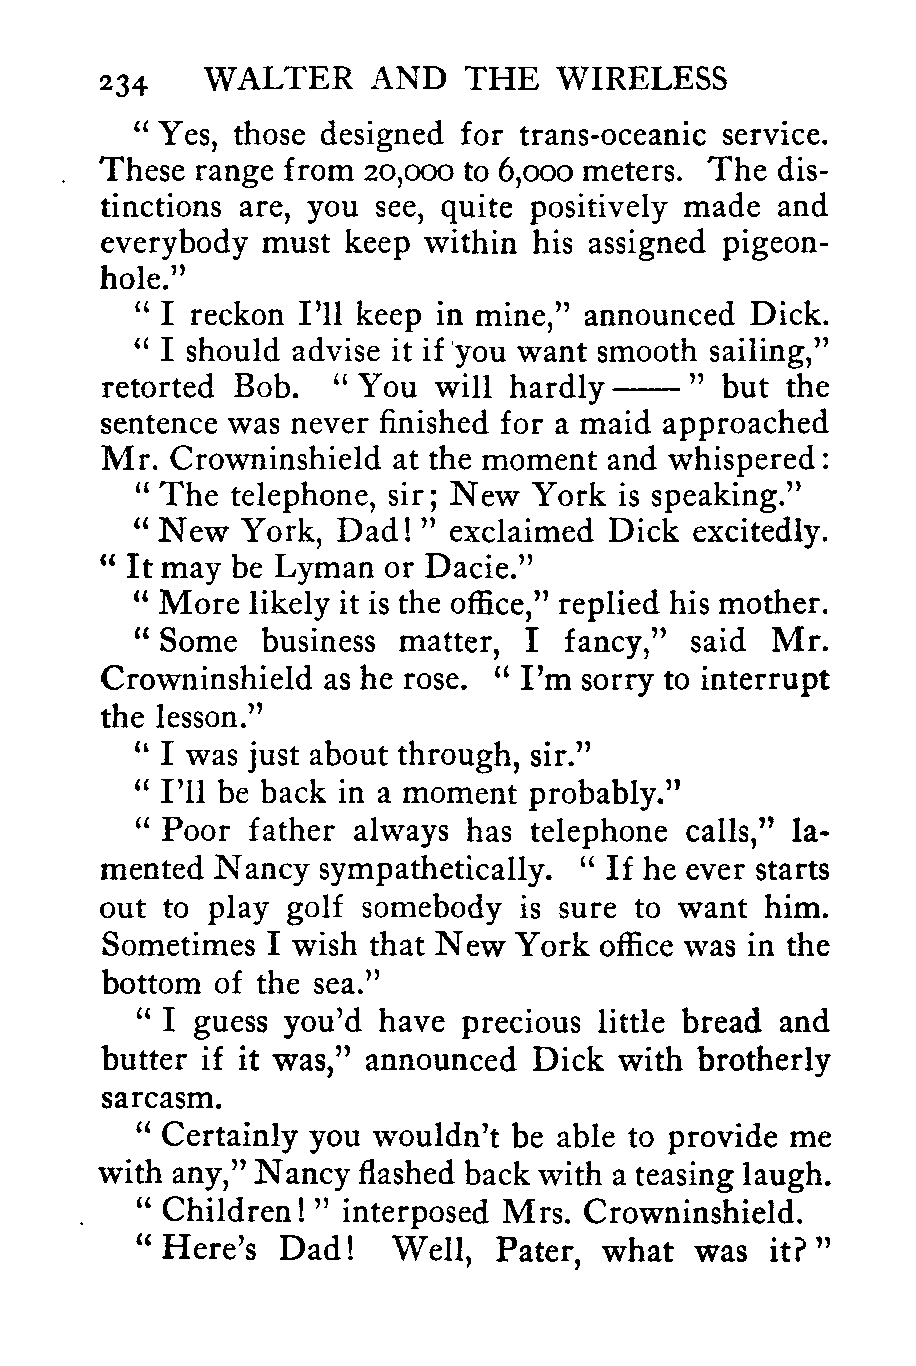 234 WALTER AND THE WIRELESS
“ Yes, those designed for trans-oceanic service.
These range from 20,000 to 6,000 meters. The dis-
tinctions are, you see, quite positively made and
everybody must keep within his assigned pigeon-
hole.”
“ I reckon I’ll keep in mine,” announced Dick.
“ I should advise it if you want smooth sailing,”
retorted Bob. “ You will hardly —— ” but the
sentence was never finished for a maid approached
Mr. Crowninshield at the moment and whispered:
“ The telephone, sir; New York is speaking.”
“ New York, Dad! ” exclaimed Dick excitedly.
“ It may be Lyman or Dacie.”
“ More likely it is the office,” replied his mother.
“ Some business matter, I fancy,” said Mr.
Crowninshield as he rose. “ I’m sorry to interrupt
the lesson.”
“ I was just about through, sir.”
“ I’ll be back in a moment probably.”
“ Poor father always has telephone calls,” la-
mented Nancy sympathetically. “ If he ever starts
out to play golf somebody is sure to want him.
Sometimes I wish that New York office was in the
bottom of the sea.”
“ I guess you’d have precious little bread and
butter if it was,” announced Dick with brotherly
sarcasm.
“ Certainly you wouldn’t be able to provide me
with any,” Nancy flashed back with a teasing laugh.
“ Children! ” interposed Mrs. Crowninshield.
“ Here’s Dad! Well, Pater, what was it? ”